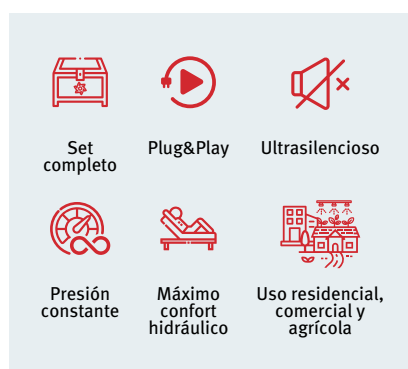 Set
completo
Plug&Play
Ultrasilencioso
Presión
constante
Máximo
confort
hidráulico
Uso residencial,
comercial y
agrícola